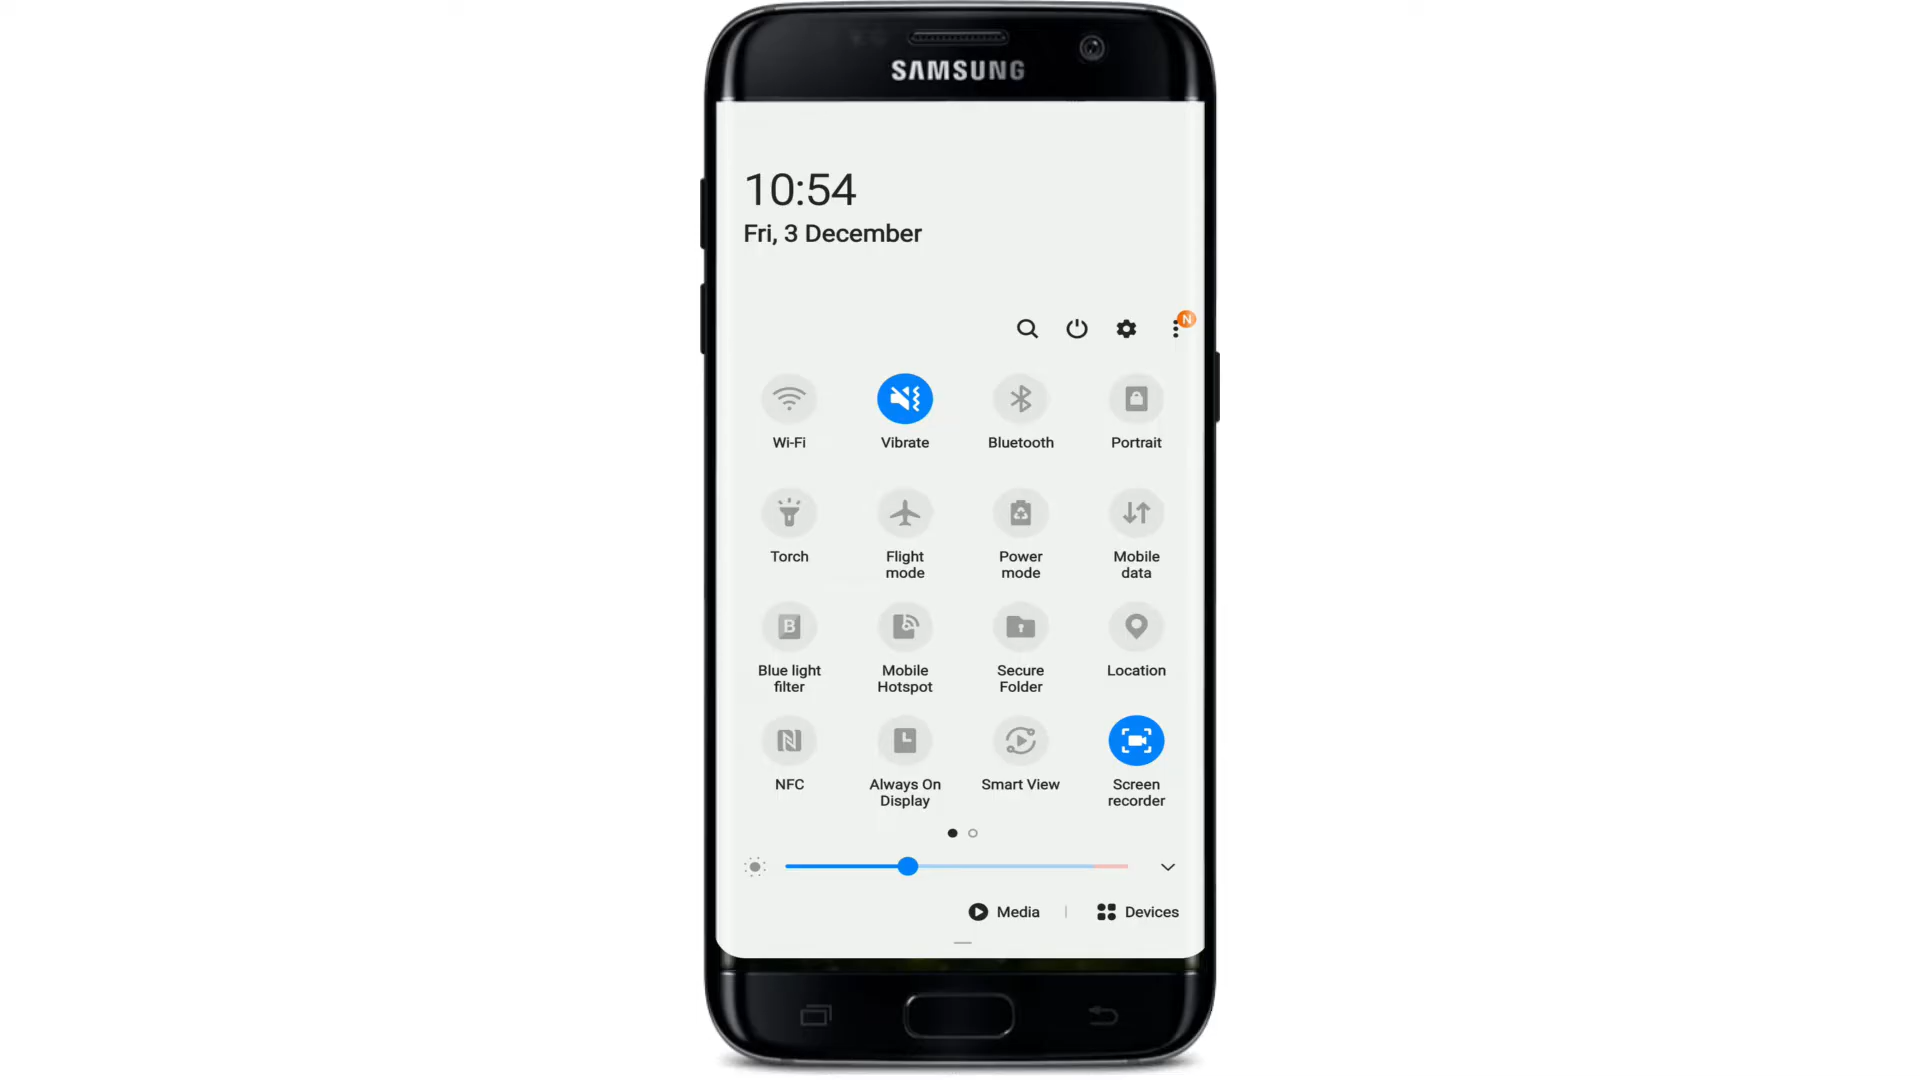 SAMSUNG
10:54
Fri, 3 December
N
Wi-Fi
Vibrate
Bluetooth
Portrait
Torch
Flight
mode
Power
mode
Mobile
data
B
Blue light
filter
Mobile
Hotspot
Secure
Folder
Location
NFC
Always On
Display
Smart View
Screen
recorder
Media
Devices